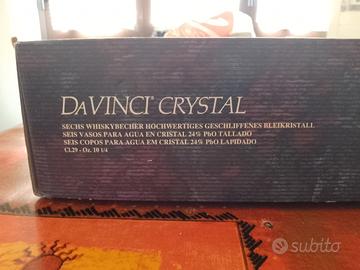 DAVINCI® CRYSTAL
SECHS WHISKYBECHER HOCHWERTIGES GESCHLIFFENES BLEIKRISTALL
SEIS VASOS PARA AGUA EN CRISTAL 24% PbO TALLADO
SEIS COPOS PARA AGUA EM CRISTAL 24% PbO LAPIDADO
Cl.29 - Oz. 10 1/4
subito